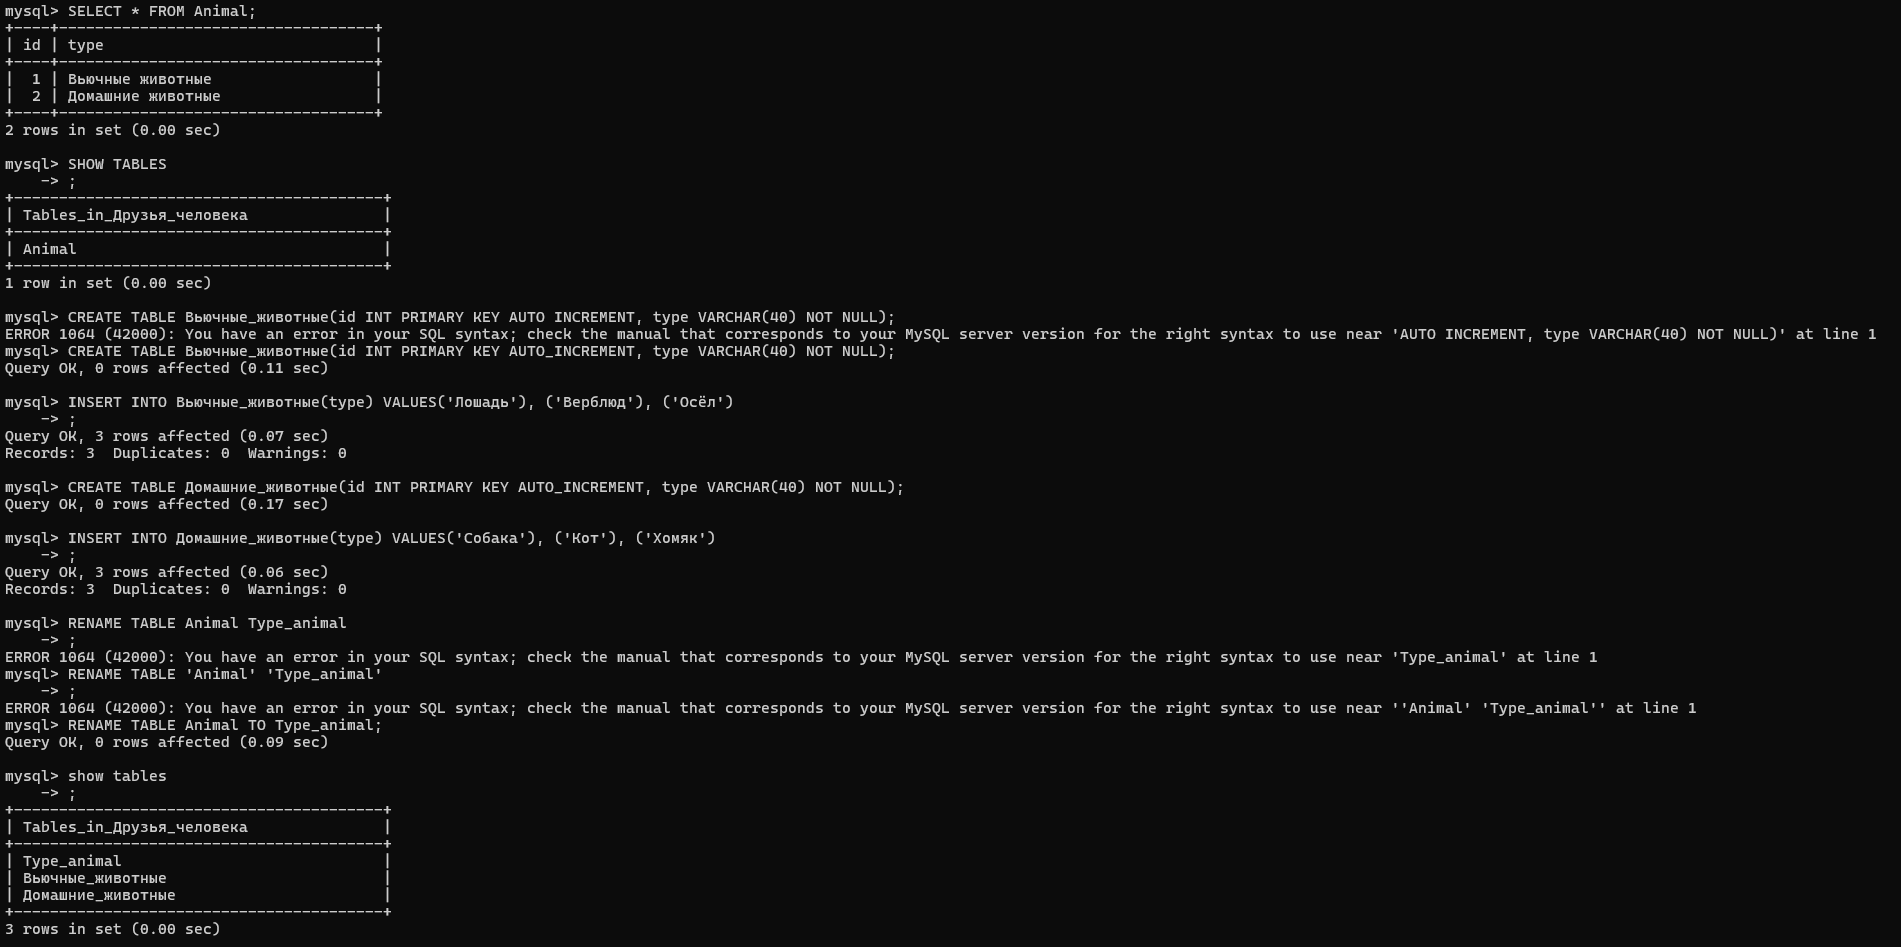 mysql> SELECT * FROM Animal;
+----+-----------------------------------+
| id | type                              |
+----+-----------------------------------+
|  1 | Вьючные животные                  |
|  2 | Домашние животные                 |
+----+-----------------------------------+
2 rows in set (0.00 sec)

mysql> SHOW TABLES
    -> ;
+-----------------------------------------+
| Tables_in_Друзья_человека               |
+-----------------------------------------+
| Animal                                  |
+-----------------------------------------+
1 row in set (0.00 sec)

mysql> CREATE TABLE Вьючные_животные(id INT PRIMARY KEY AUTO INCREMENT, type VARCHAR(40) NOT NULL);
ERROR 1064 (42000): You have an error in your SQL syntax; check the manual that corresponds to your MySQL server version for the right syntax to use near 'AUTO INCREMENT, type VARCHAR(40) NOT NULL)' at line 1
mysql> CREATE TABLE Вьючные_животные(id INT PRIMARY KEY AUTO_INCREMENT, type VARCHAR(40) NOT NULL);
Query OK, 0 rows affected (0.11 sec)

mysql> INSERT INTO Вьючные_животные(type) VALUES('Лошадь'), ('Верблюд'), ('Осёл')
    -> ;
Query OK, 3 rows affected (0.07 sec)
Records: 3  Duplicates: 0  Warnings: 0

mysql> CREATE TABLE Домашние_животные(id INT PRIMARY KEY AUTO_INCREMENT, type VARCHAR(40) NOT NULL);
Query OK, 0 rows affected (0.17 sec)

mysql> INSERT INTO Домашние_животные(type) VALUES('Собака'), ('Кот'), ('Хомяк')
    -> ;
Query OK, 3 rows affected (0.06 sec)
Records: 3  Duplicates: 0  Warnings: 0

mysql> RENAME TABLE Animal Type_animal
    -> ;
ERROR 1064 (42000): You have an error in your SQL syntax; check the manual that corresponds to your MySQL server version for the right syntax to use near 'Type_animal' at line 1
mysql> RENAME TABLE 'Animal' 'Type_animal'
    -> ;
ERROR 1064 (42000): You have an error in your SQL syntax; check the manual that corresponds to your MySQL server version for the right syntax to use near ''Animal' 'Type_animal'' at line 1
mysql> RENAME TABLE Animal TO Type_animal;
Query OK, 0 rows affected (0.09 sec)

mysql> show tables
    -> ;
+-----------------------------------------+
| Tables_in_Друзья_человека               |
+-----------------------------------------+
| Type_animal                             |
| Вьючные_животные                        |
| Домашние_животные                       |
+-----------------------------------------+
3 rows in set (0.00 sec)